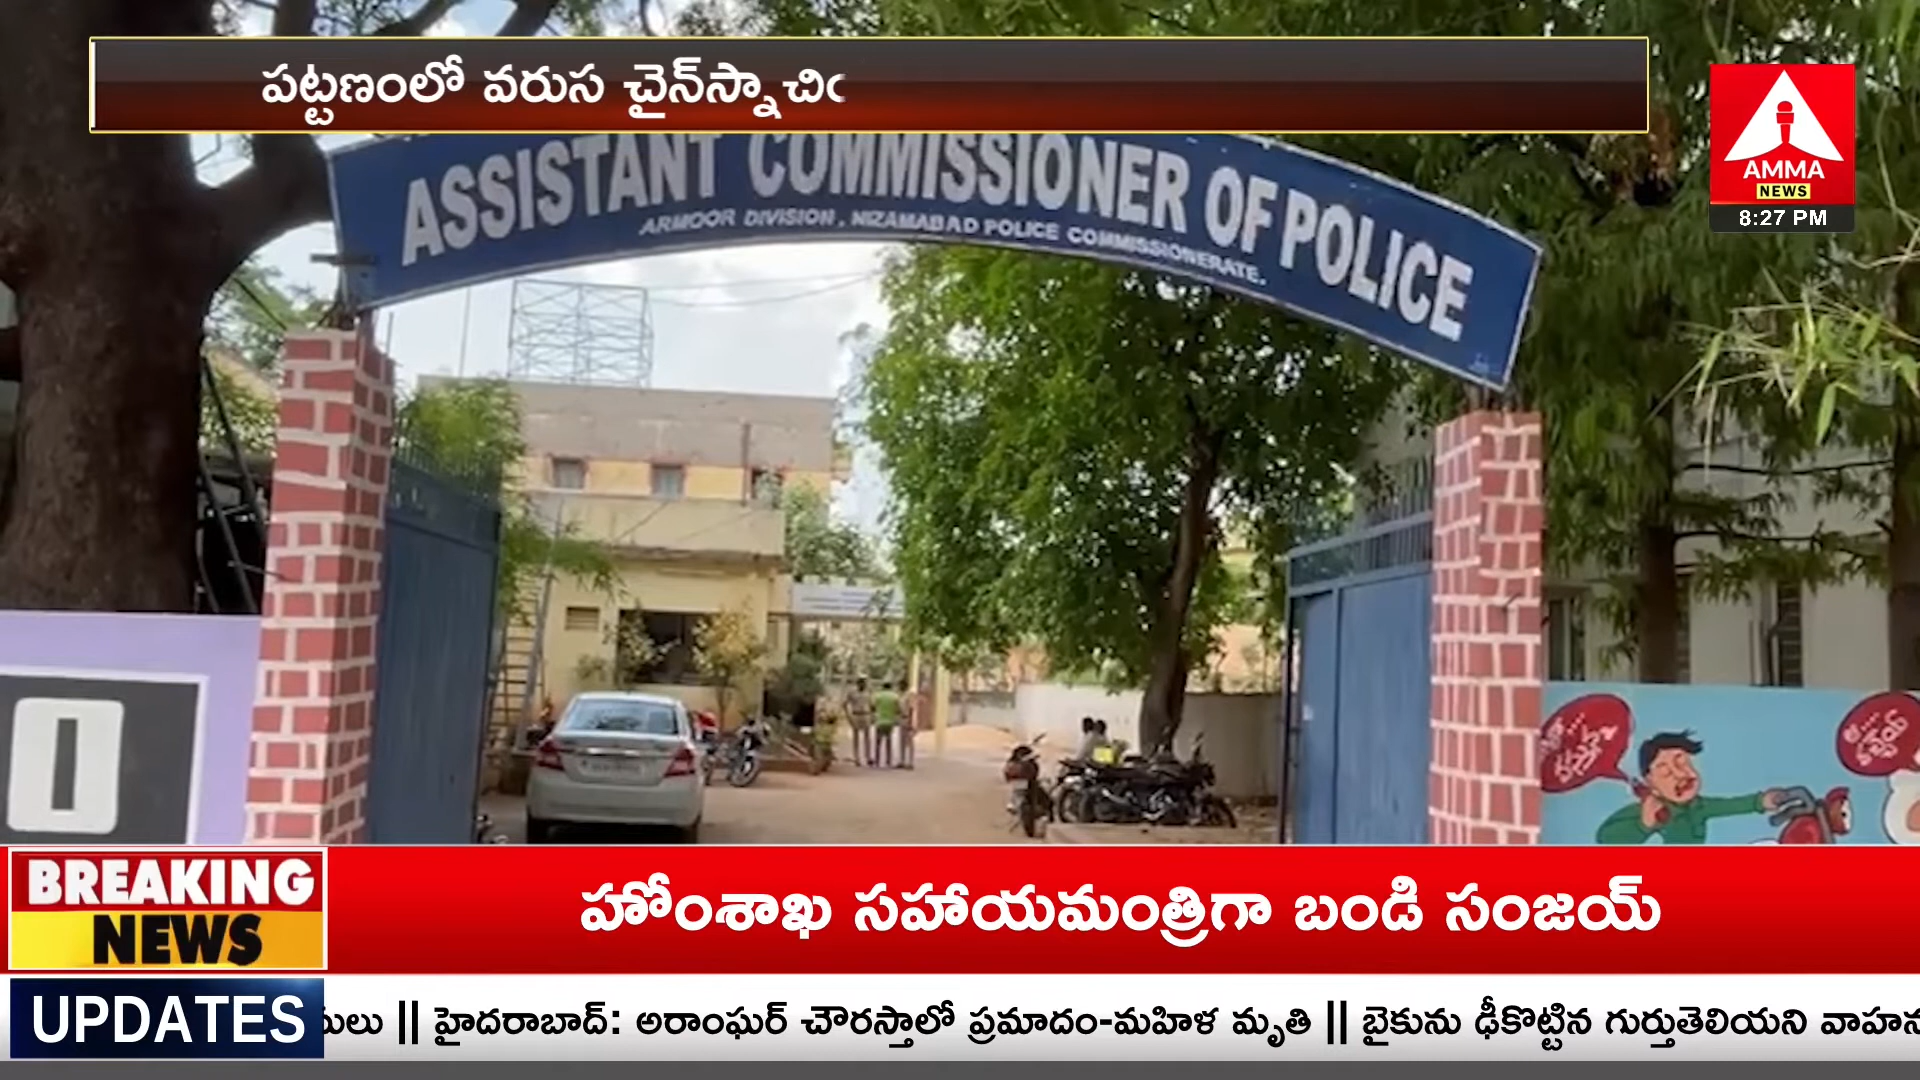 పట్టణంలో వరుస చైన్‌స్నాచిఁ
AMMA
NEWS
8:27 PM
ASSISTANT COMMISSIONER OF POLICE
ARMOOR DIVISION, NIZAMABAD POLICE COMMISSIONERATE.
BREAKING
NEWS
హోంశాఖ సహాయమంత్రిగా బండి సంజయ్
UPDATES
|| హైదరాబాద్: అరాంఘర్ చౌరస్తాలో ప్రమాదం-మహిళ మృతి || బైకును ఢీకొట్టిన గుర్తుతెలియని